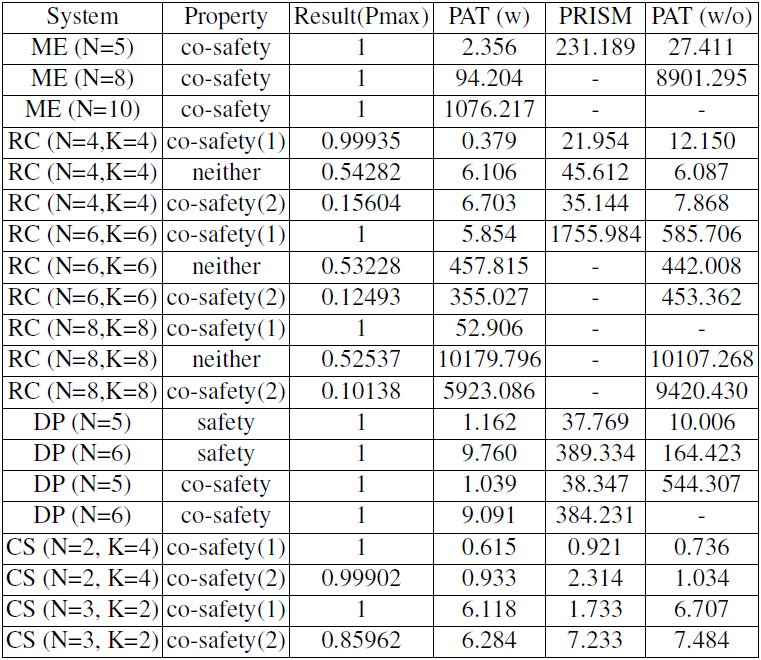 System Property Result(Pmax) PAT (w) PRISM PAT (w/o)
ME (N=5) co-safety 1 2.356 231.189 27.411
ME (N=8) co-safety 1 94.204 - 8901.295
ME (N=10) co-safety 1 1076.217 - -
RC (N=4,K=4) co-safety(1) 0.99935 0.379 21.954 12.150
RC (N=4,K=4) neither 0.54282 6.106 45.612 6.087
RC (N=4,K=4) co-safety(2) 0.15604 6.703 35.144 7.868
RC (N=6,K=6) co-safety(1) 1 5.854 1755.984 585.706
RC (N=6,K=6) neither 0.53228 457.815 - 442.008
RC (N=6,K=6) co-safety(2) 0.12493 355.027 - 453.362
RC (N=8,K=8) co-safety(1) 1 52.906 - -
RC (N=8,K=8) neither 0.52537 10179.796 - 10107.268
RC (N=8,K=8) co-safety(2) 0.10138 5923.086 - 9420.430
DP (N=5) safety 1 1.162 37.769 10.006
DP (N=6) safety 1 9.760 389.334 164.423
DP (N=5) co-safety 1 1.039 38.347 544.307
DP (N=6) co-safety 1 9.091 384.231 -
CS (N=2, K=4) co-safety(1) 1 0.615 0.921 0.736
CS (N=2, K=4) co-safety(2) 0.99902 0.933 2.314 1.034
CS (N=3, K=2) co-safety(1) 1 6.118 1.733 6.707
CS (N=3, K=2) co-safety(2) 0.85962 6.284 7.233 7.484